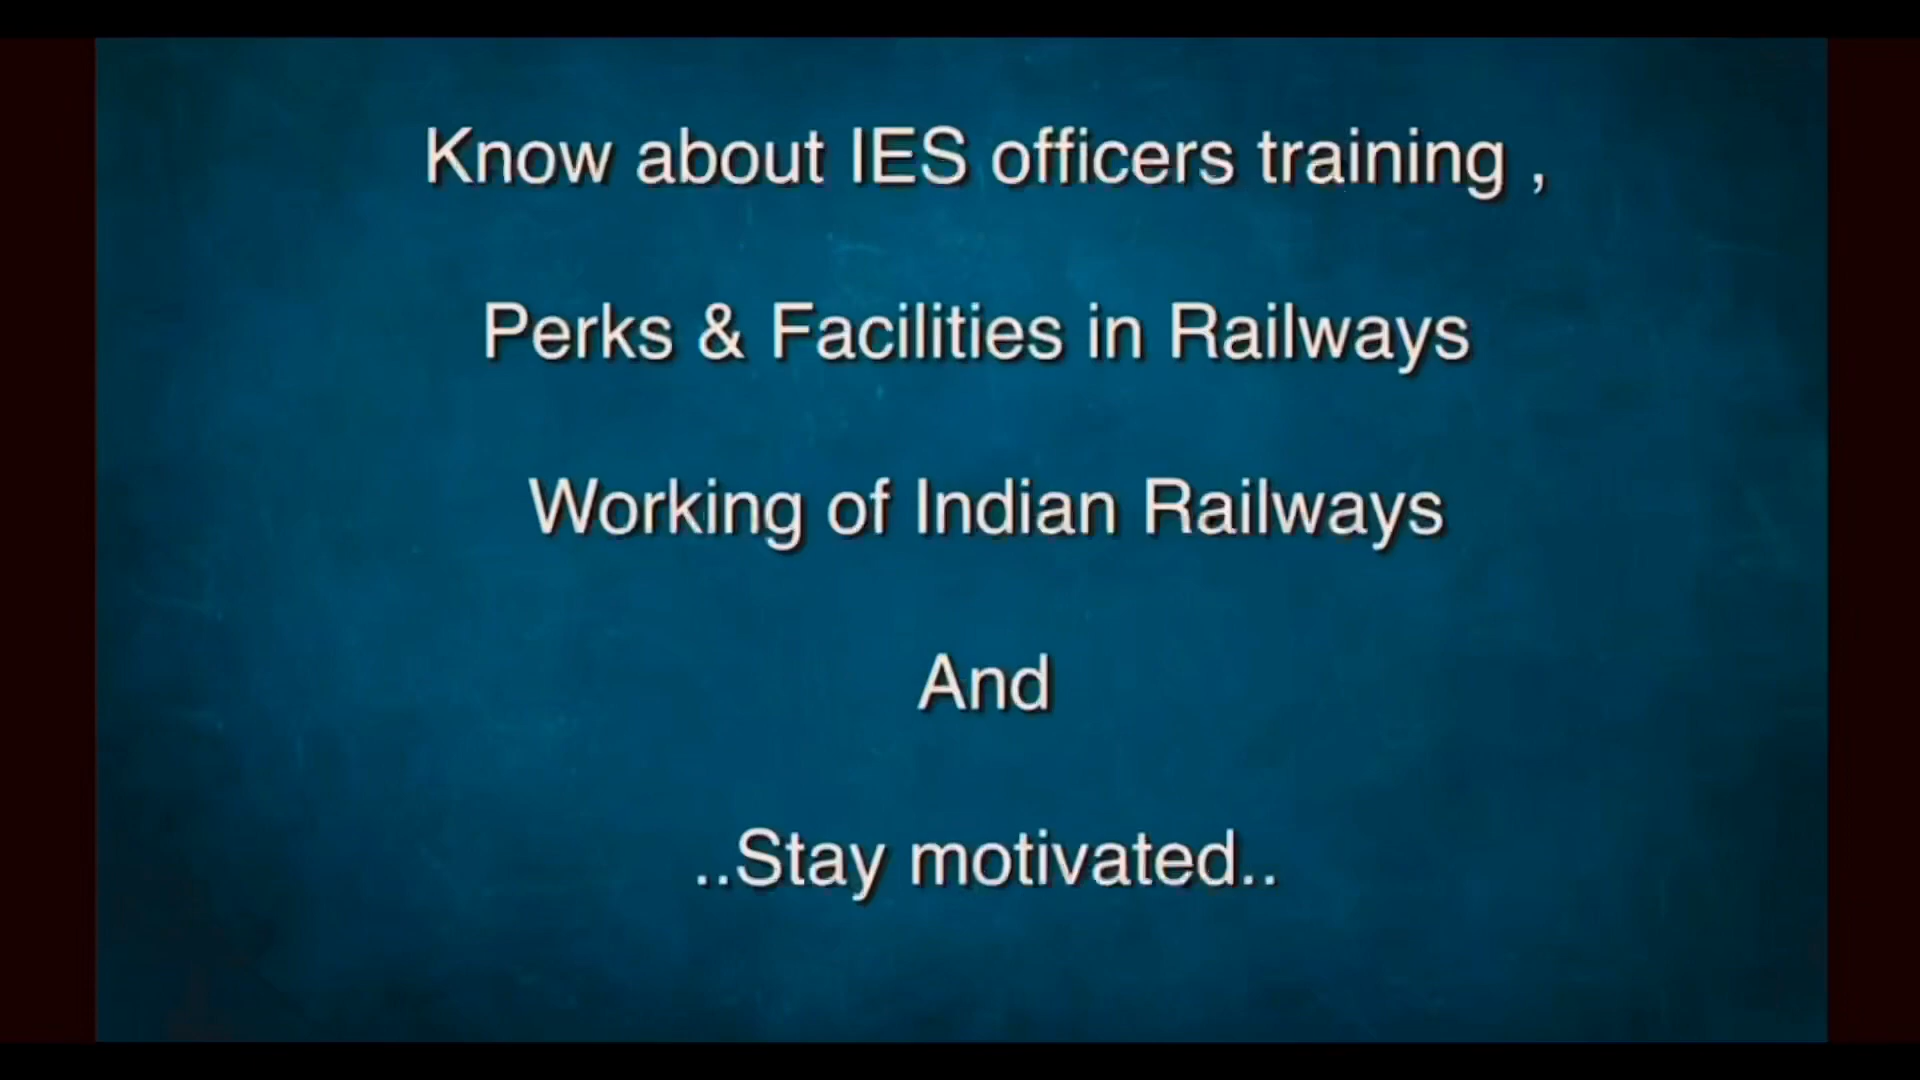 Know about IES officers training ,
Perks & Facilities in Railways
Working of Indian Railways
And
..Stay motivated..